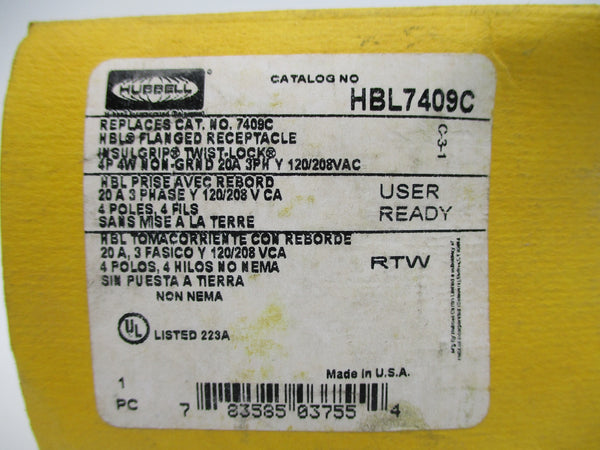 HUBBELL
CATALOG NO
HBL7409C
REPLACES CAT. NO. 7409C
HBL® FLANGED RECEPTACLE
INSULGRIP® TWIST-LOCK®
4P 4W NON-GRND 20A 3PH Y 120/208VAC
C-3-1
HBL PRISE AVEC REBORD
20 A 3 PHASE Y 120/208 V CA
4 POLES, 4 FILS
SANS MISE A LA TERRE
USER
READY
HBL TOMACORRIENTE CON REBORDE
20 A, 3 FASICO Y 120/208 VCA
4 POLOS, 4 HILOS NO NEMA
SIN PUESTA A TIERRA
NON NEMA
RTW
UL
LISTED 223A
Made in U.S.A.
1
PC
7 83585 03755 4